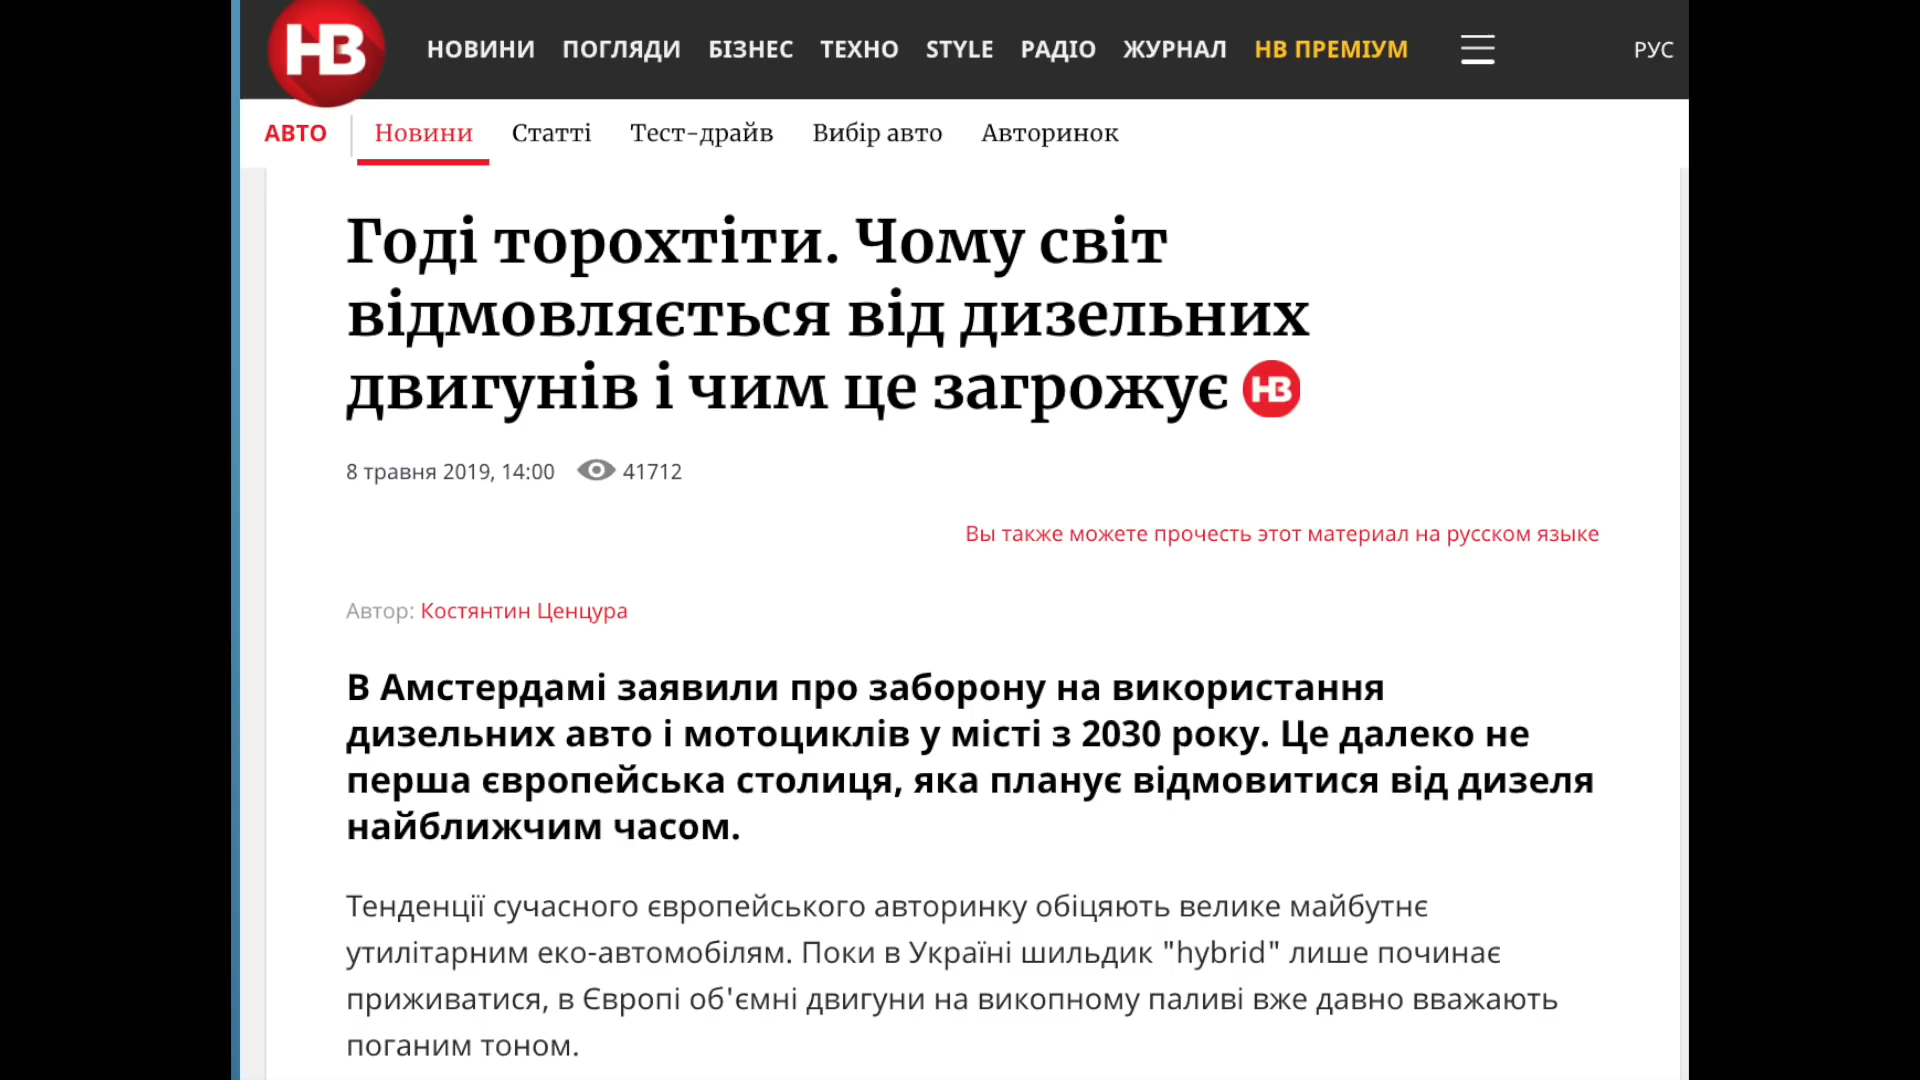 НВ НОВИНИ ПОГЛЯДИ БІЗНЕС ТЕХНО STYLE РАДІО ЖУРНАЛ НВ ПРЕМІУМ РУС
АВТО Новини Статті Тест-драйв Вибір авто Авторинок
Годі торохтіти. Чому світ
відмовляється від дизельних
двигунів і чим це загрожує НВ
8 травня 2019, 14:00 41712
Вы также можете прочесть этот материал на русском языке
Автор: Костянтин Ценцура
В Амстердамі заявили про заборону на використання
дизельних авто і мотоциклів у місті з 2030 року. Це далеко не
перша європейська столиця, яка планує відмовитися від дизеля
найближчим часом.
Тенденції сучасного європейського авторинку обіцяють велике майбутнє
утилітарним еко-автомобілям. Поки в Україні шильдик "hybrid" лише починає
приживатися, в Європі об'ємні двигуни на викопному паливі вже давно вважають
поганим тоном.